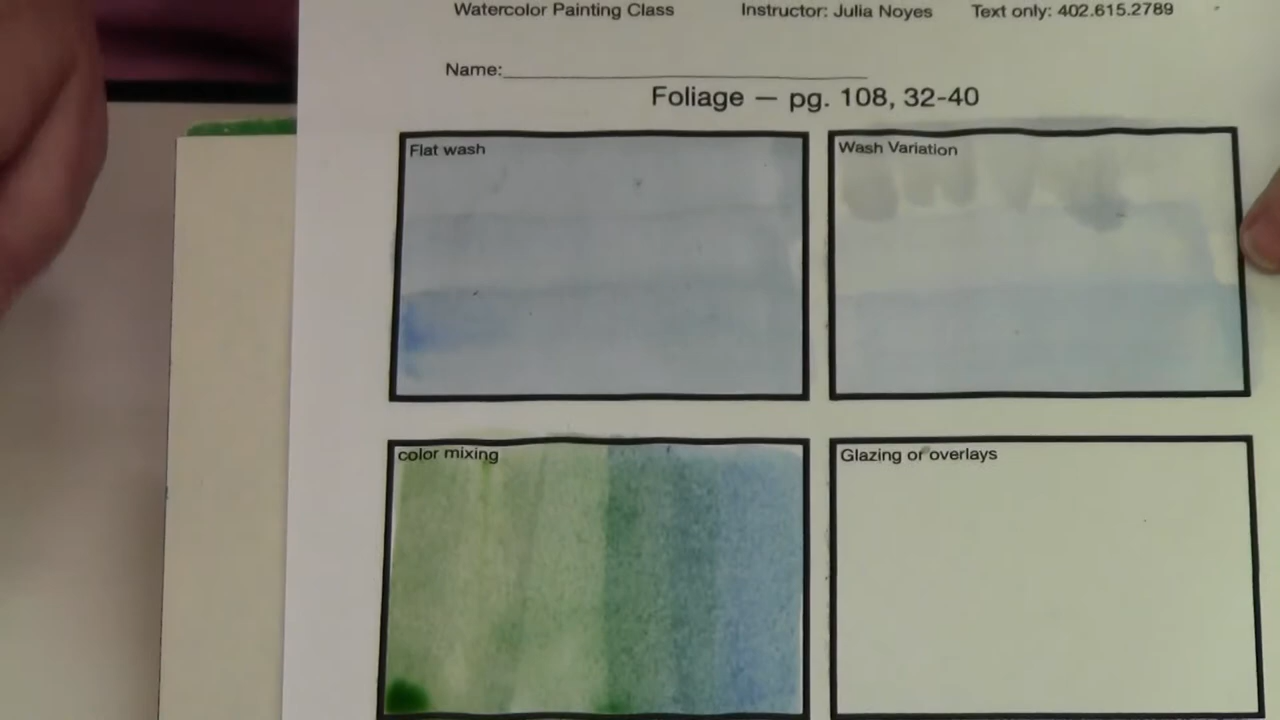 Watercolor Painting Class Instructor: Julia Noyes Text only: 402.615.2789
Name:
Foliage — pg. 108, 32-40
Flat wash
Wash Variation
color mixing
Glazing or overlays